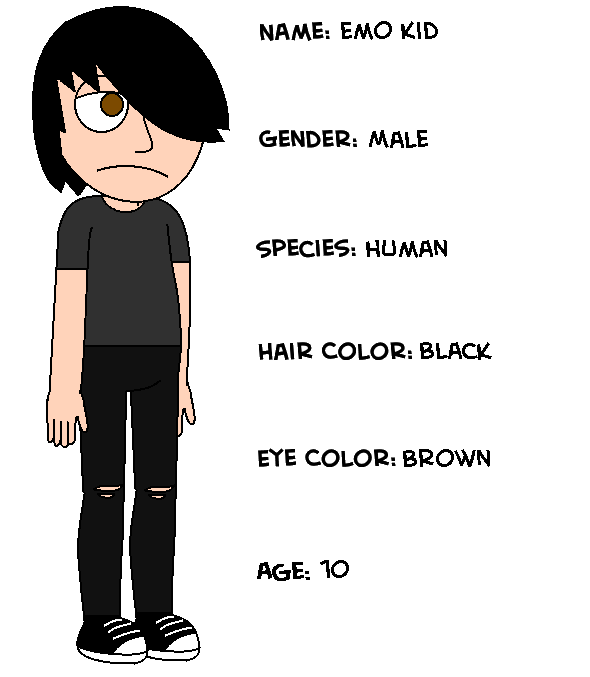 NAME: EMO KID
GENDER: MALE
SPECIES: HUMAN
HAIR COLOR: BLACK
EYE COLOR: BROWN
AGE: 10